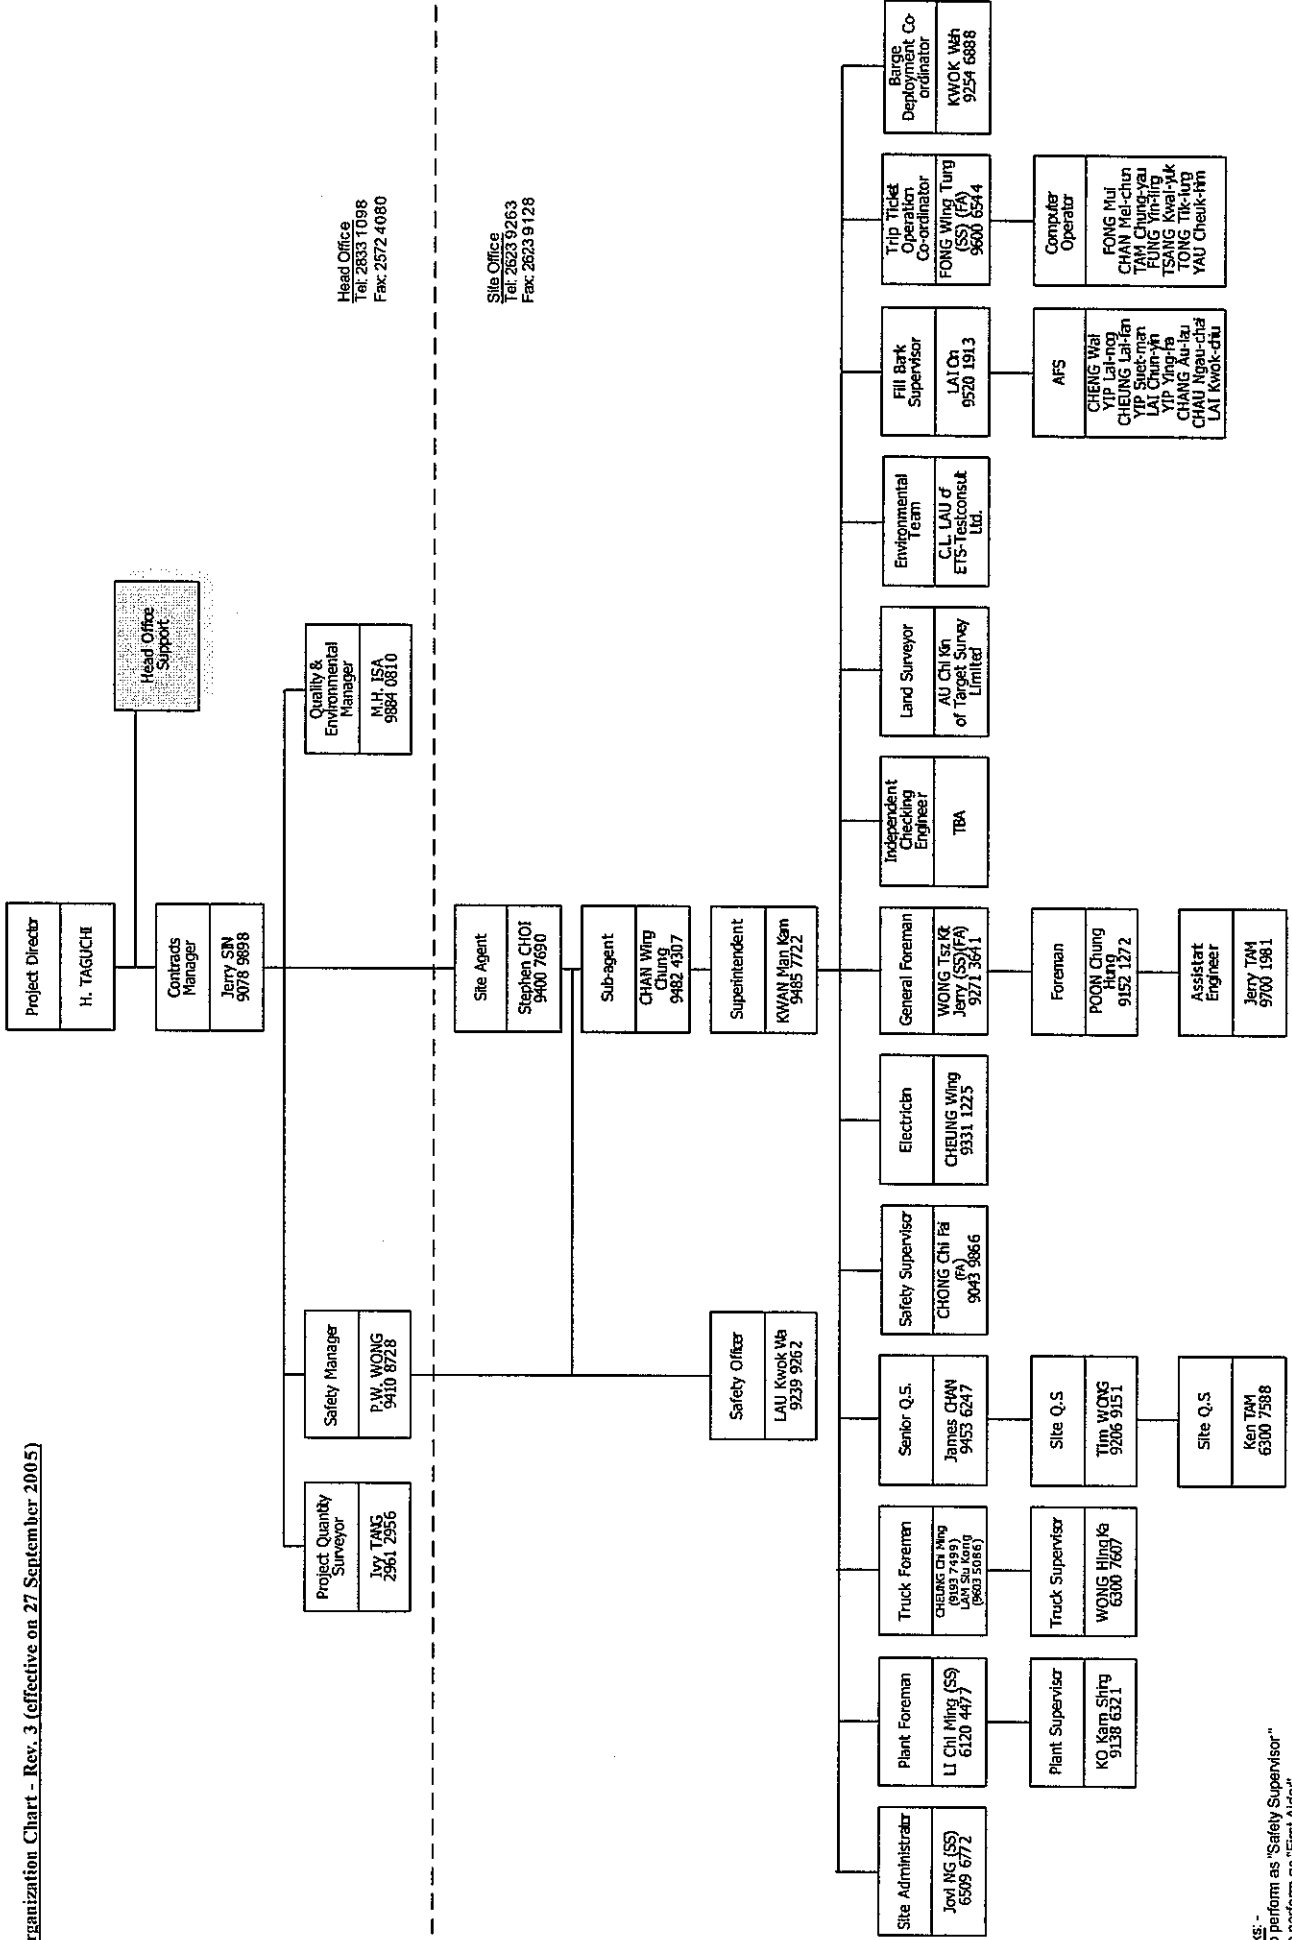 rganization Chart - Rev. 3 (effective on 27 September 2005)
Project Director
H. TAGUCHI
Head Office
Support
Contracts
Manager
Jerry SIN
9078 9898
Head Office
Tel: 2833 1098
Fax: 2572 4080
Project Quantity
Surveyor
Ivy TANG
2961 2956
Safety Manager
P.W. WONG
9410 8728
Quality &
Environmental
Manager
M.H. ISA
9884 0810
Site Office
Tel: 2623 9263
Fax: 2623 9128
Site Agent
Stephen CHOI
9400 7690
Sub-agent
CHAN Wing
Chung
9482 4307
Safety Officer
LAU Kwok Wa
9239 9262
Superintendent
KWAN Man Kam
9485 7722
Site Administrator
Jovi NG (SS)
6509 6772
Plant Foreman
LI Chi Ming (SS)
6120 4477
Truck Foreman
CHEUNG Chi Ming
(9193 7499)
LAM Siu Kong
(9603 5086)
Senior Q.S.
James CHAN
9453 6247
Safety Supervisor
CHONG Chi Fai
(FA)
9043 9866
Electrician
CHEUNG Wing
9331 1225
General Foreman
WONG Tsz Kit
Jerry (SS)(FA)
9271 3641
Independent
Checking
Engineer
TBA
Land Surveyor
AU Chi Kin
of Target Survey
Limited
Environmental
Team
C.L. LAU of
ETS-Testconsult
Ltd.
Fill Bank
Supervisor
LAI On
9520 1913
Trip Ticket
Operation
Co-ordinator
FONG Wing Tung
(SS) (FA)
9600 6544
Barge
Deployment Co-
ordinator
KWOK Wah
9254 6888
Plant Supervisor
KO Kam Shing
9138 6321
Truck Supervisor
WONG Hing Ka
6300 7607
Site Q.S
Tim WONG
9206 9151
Foreman
POON Chung
Hung
9152 1272
AFS
CHENG Wai
YIP Lai-nog
CHEUNG Lai-fan
YIP Suet-man
LAI Chun-yin
YIP Ying-ha
CHANG Au-lau
CHAU Ngau-chai
LAI Kwok-chiu
Computer
Operator
FONG Mui
CHAN Mei-chun
TAM Chung-yau
FUNG Yin-ling
TSANG Kwai-yuk
TONG Tik-lung
YAU Cheuk-him
Site Q.S
Ken TAM
6300 7588
Assistant
Engineer
Jerry TAM
9700 1981
ks: -
perform as "Safety Supervisor"
perform as "First Aider"